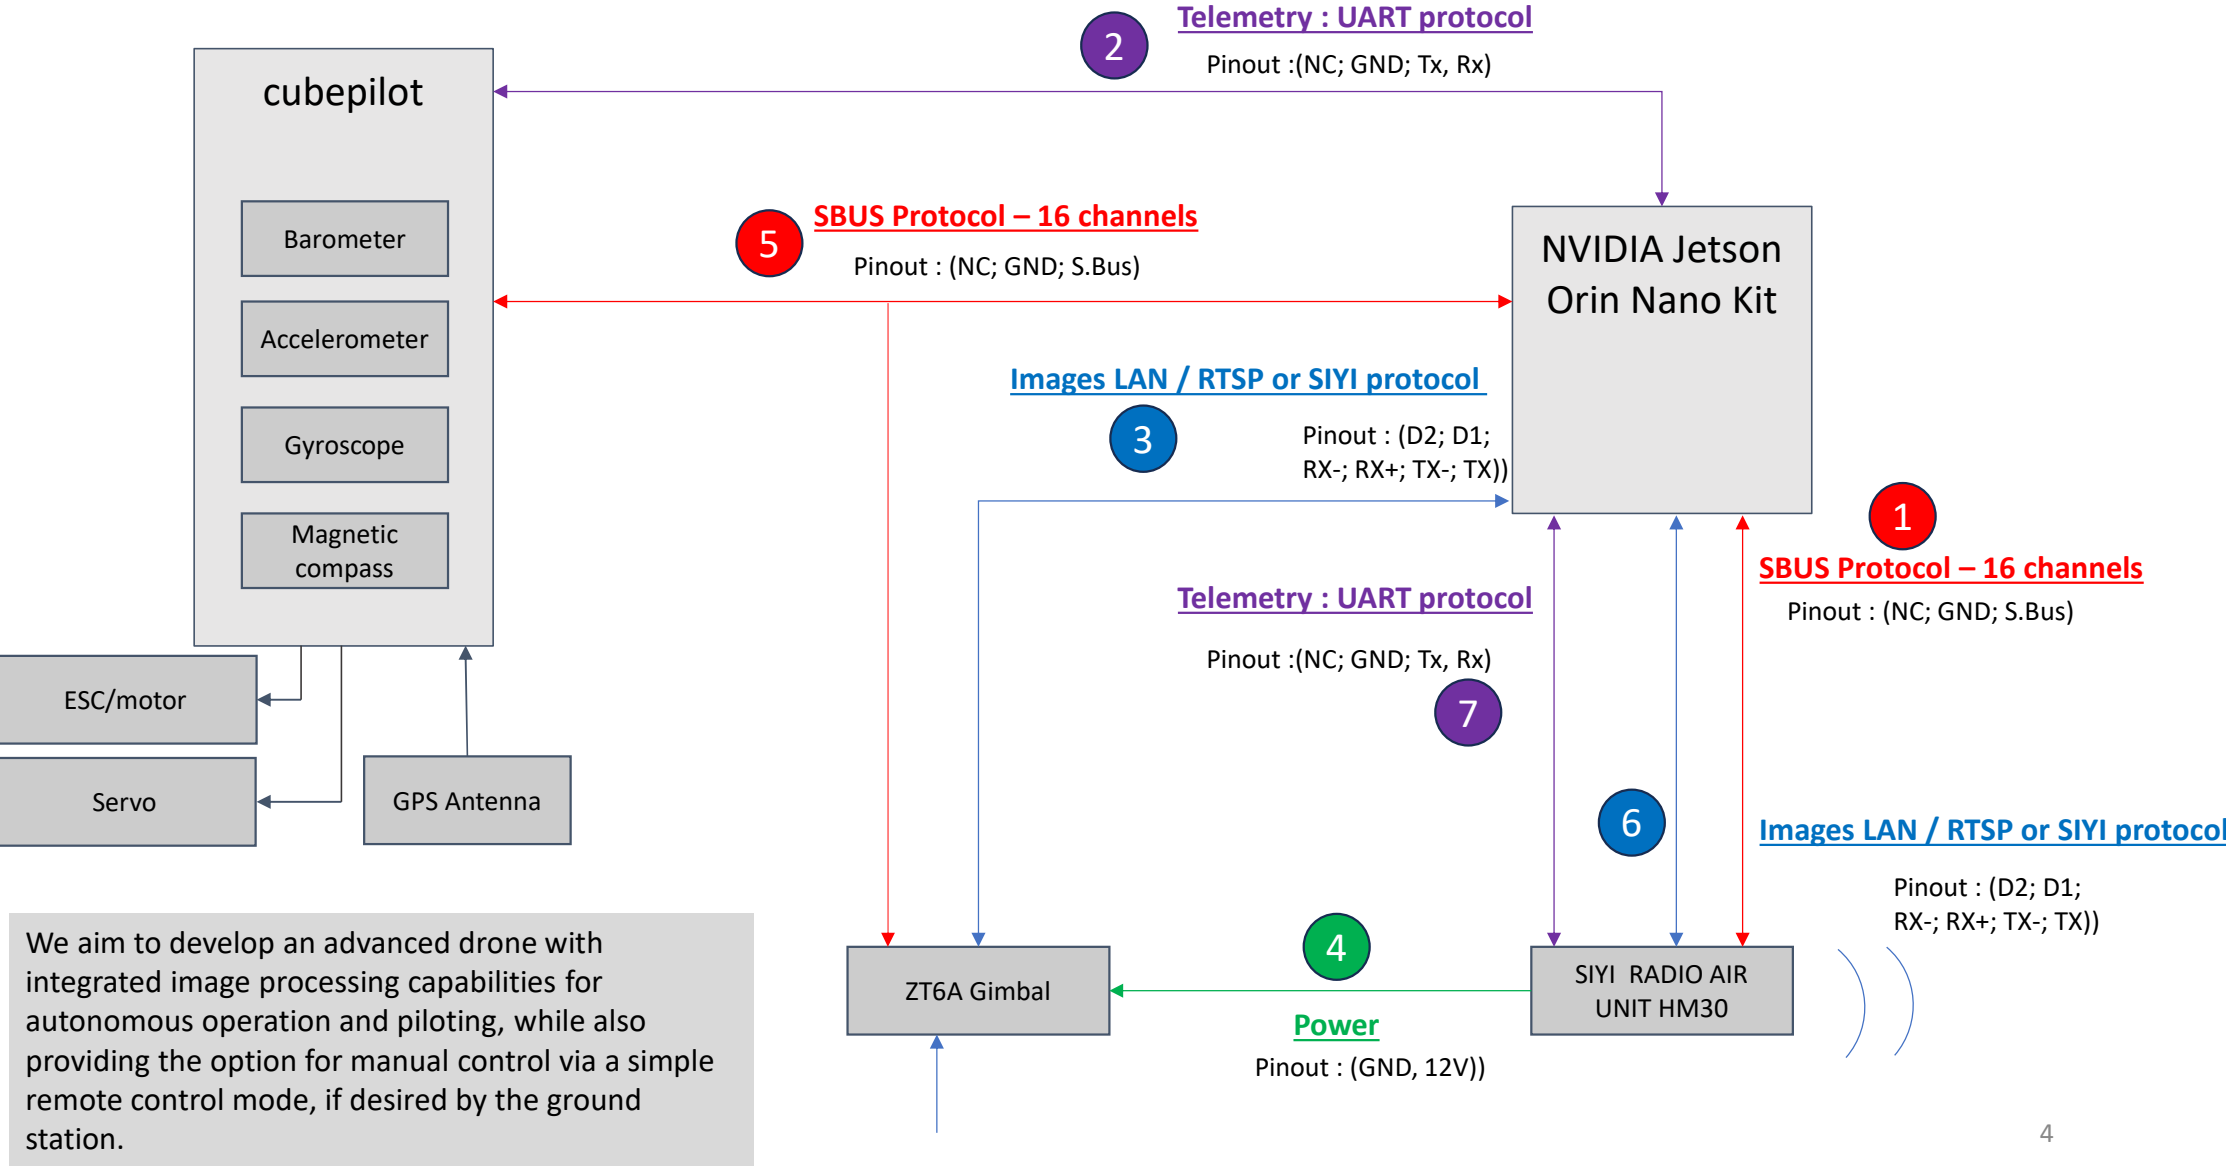 Telemetry : UART protocol
2
Pinout :(NC; GND; Tx, Rx)
cubepilot
Barometer
Accelerometer
Gyroscope
Magnetic
compass
SBUS Protocol – 16 channels
5
Pinout : (NC; GND; S.Bus)
NVIDIA Jetson
Orin Nano Kit
Images LAN / RTSP or SIYI protocol
3
Pinout : (D2; D1;
RX-; RX+; TX-; TX))
1
SBUS Protocol – 16 channels
Pinout : (NC; GND; S.Bus)
Telemetry : UART protocol
Pinout :(NC; GND; Tx, Rx)
7
ESC/motor
Servo
GPS Antenna
6
Images LAN / RTSP or SIYI protocol
Pinout : (D2; D1;
RX-; RX+; TX-; TX))
ZT6A Gimbal
4
Power
Pinout : (GND, 12V))
SIYI RADIO AIR
UNIT HM30
We aim to develop an advanced drone with
integrated image processing capabilities for
autonomous operation and piloting, while also
providing the option for manual control via a simple
remote control mode, if desired by the ground
station.
4